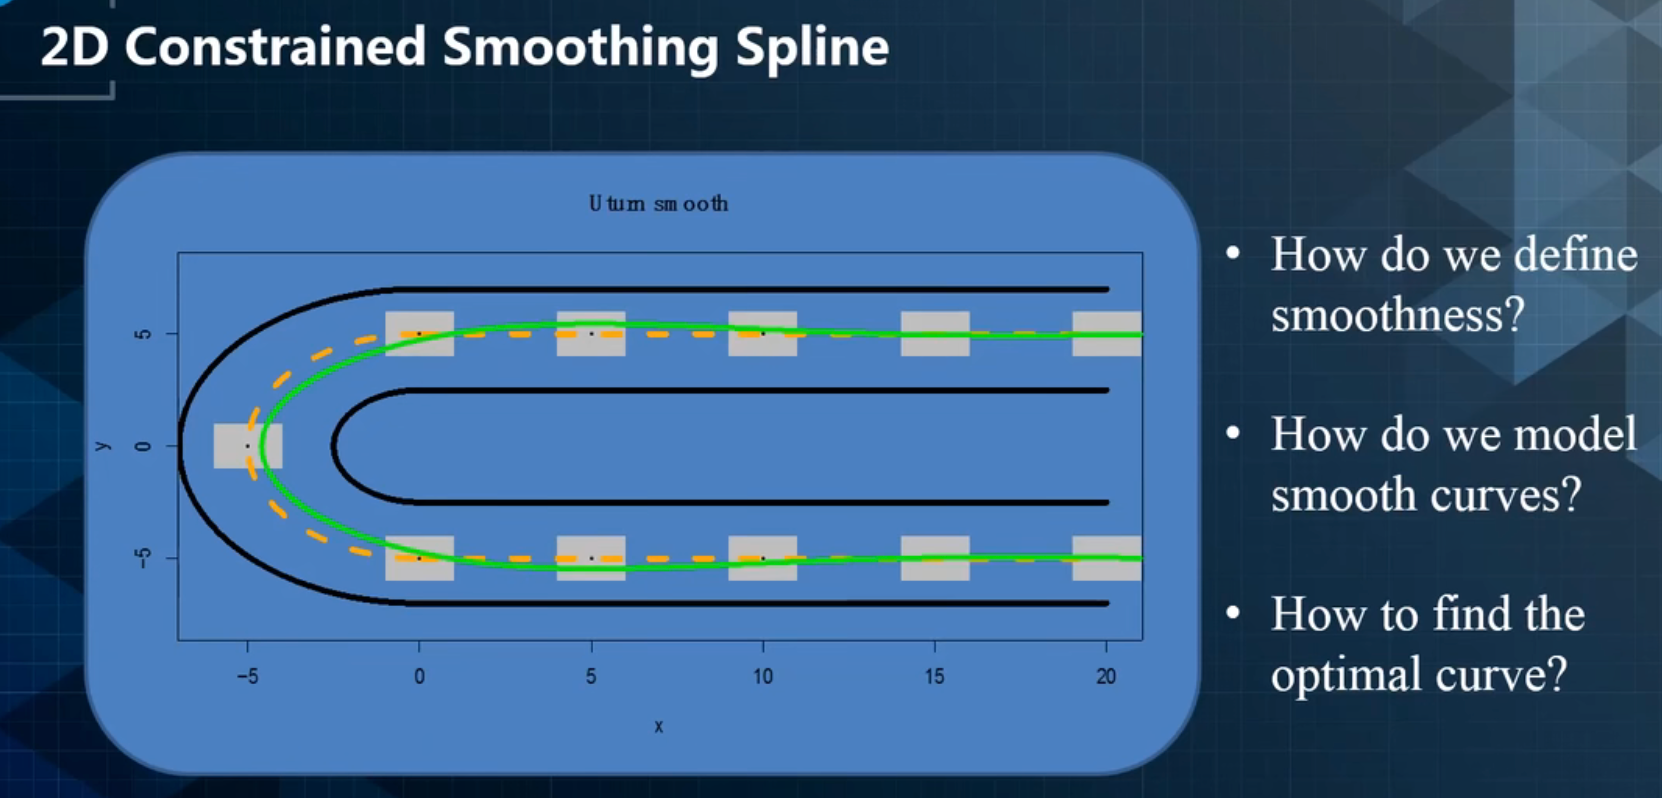 2D Constrained Smoothing Spline
U turn smooth
5
0
−5
y
−5 0 5 10 15 20
x
• How do we define
smoothness?
• How do we model
smooth curves?
• How to find the
optimal curve?